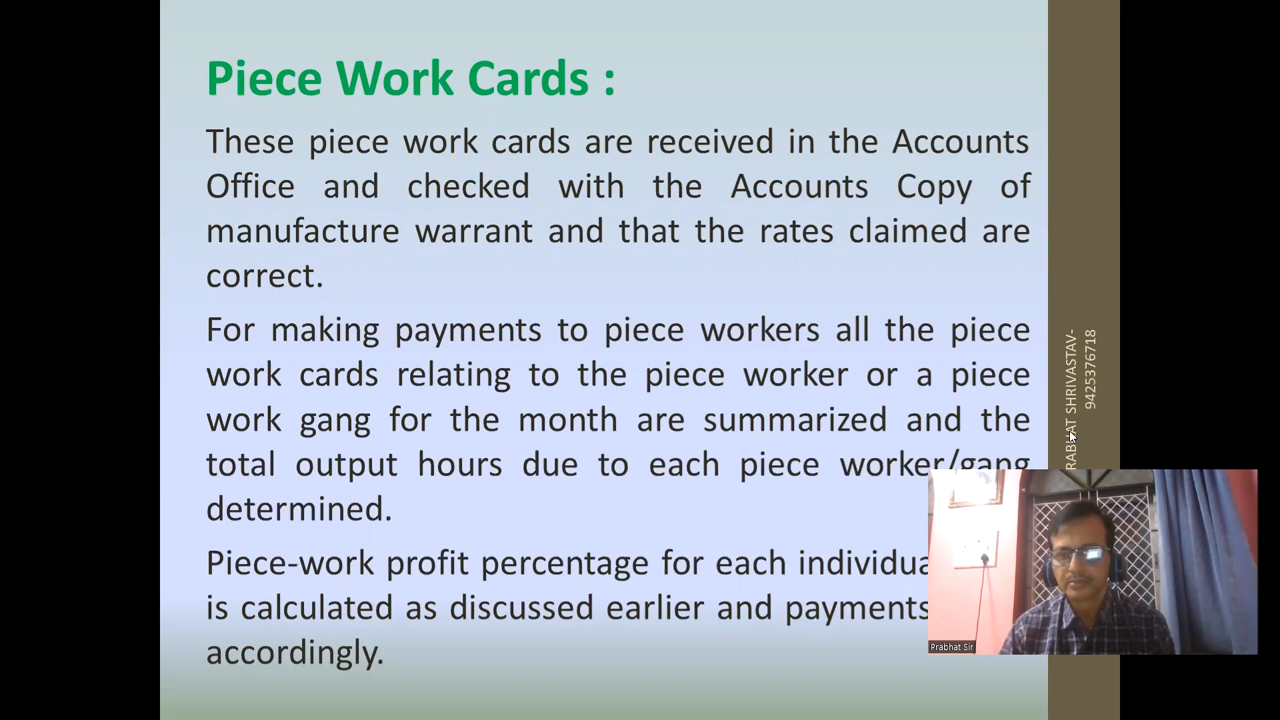 Piece Work Cards :
These piece work cards are received in the Accounts
Office and checked with the Accounts Copy of
manufacture warrant and that the rates claimed are
correct.
For making payments to piece workers all the piece
work cards relating to the piece worker or a piece
work gang for the month are summarized and the
total output hours due to each piece worker/gang
determined.
Piece-work profit percentage for each
is calculated as discussed earlier and payments
accordingly.
SHRIVASTAV-
9425376718
Prabhat Sir